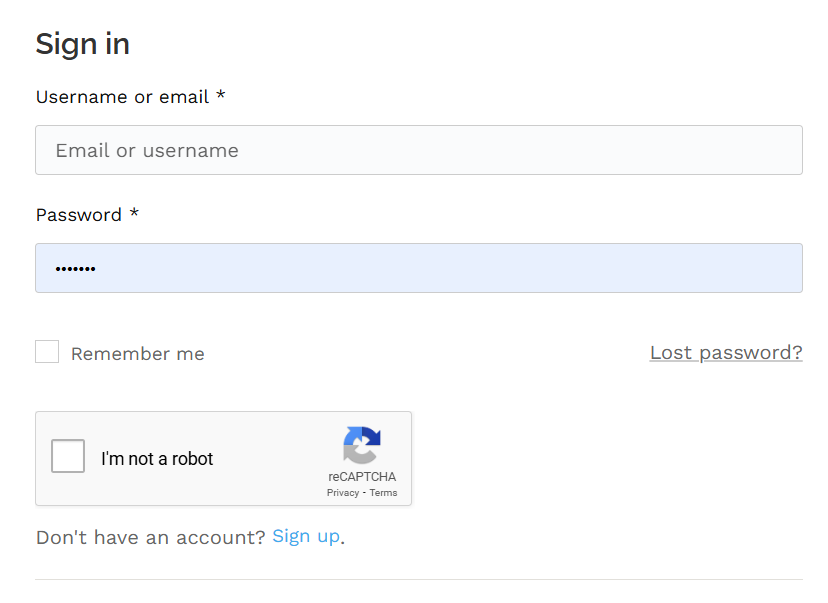 Sign in
Username or email *
Email or username
Password *
•••••••
Remember me
Lost password?
I'm not a robot
reCAPTCHA
Privacy - Terms
Don't have an account? Sign up.